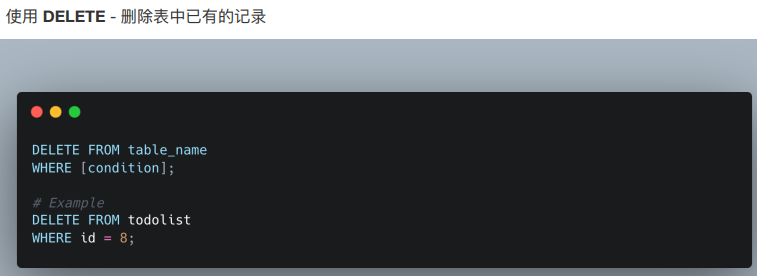 使用 DELETE - 删除表中已有的记录
DELETE FROM table_name
WHERE [condition];
# Example
DELETE FROM todolist
WHERE id = 8;